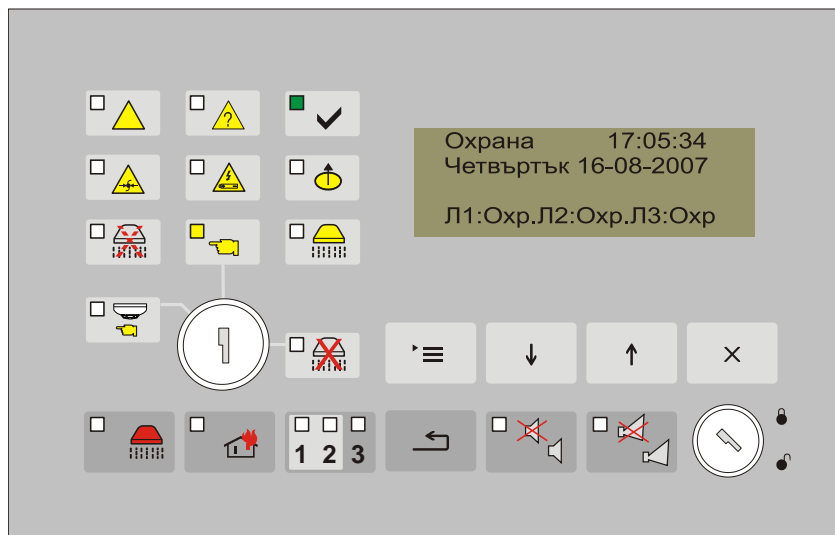 ?
Охрана 17:05:34
Четвъртък 16-08-2007
Л1:Охр.Л2:Охр.Л3:Охр
1 2 3